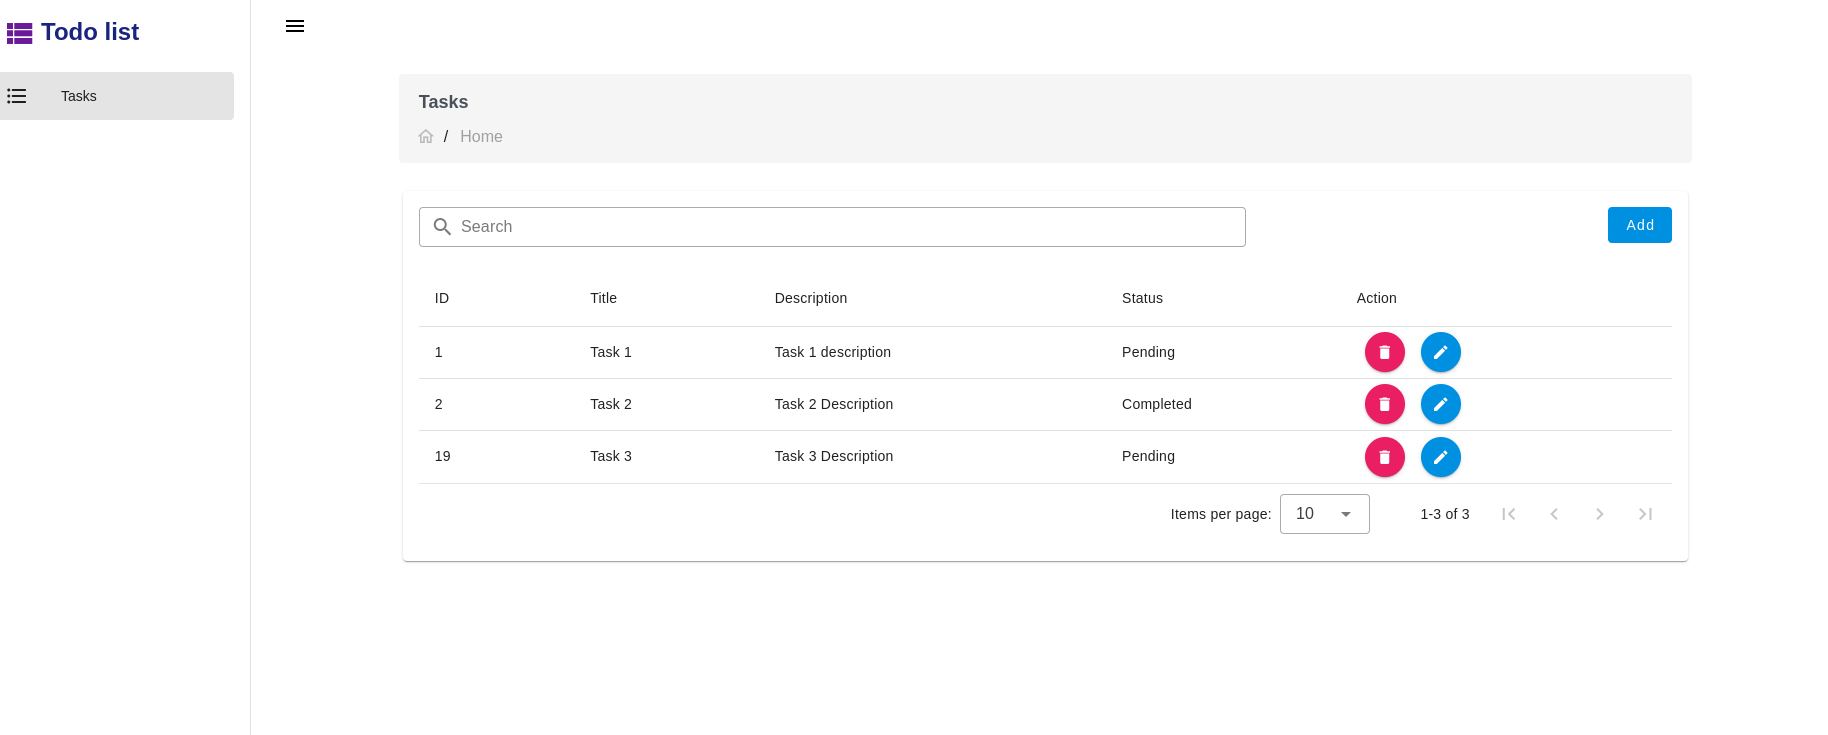 Todo list
Tasks
Tasks
/ Home
Search
Add
ID Title Description Status Action
1 Task 1 Task 1 description Pending
2 Task 2 Task 2 Description Completed
19 Task 3 Task 3 Description Pending
Items per page: 10 1-3 of 3